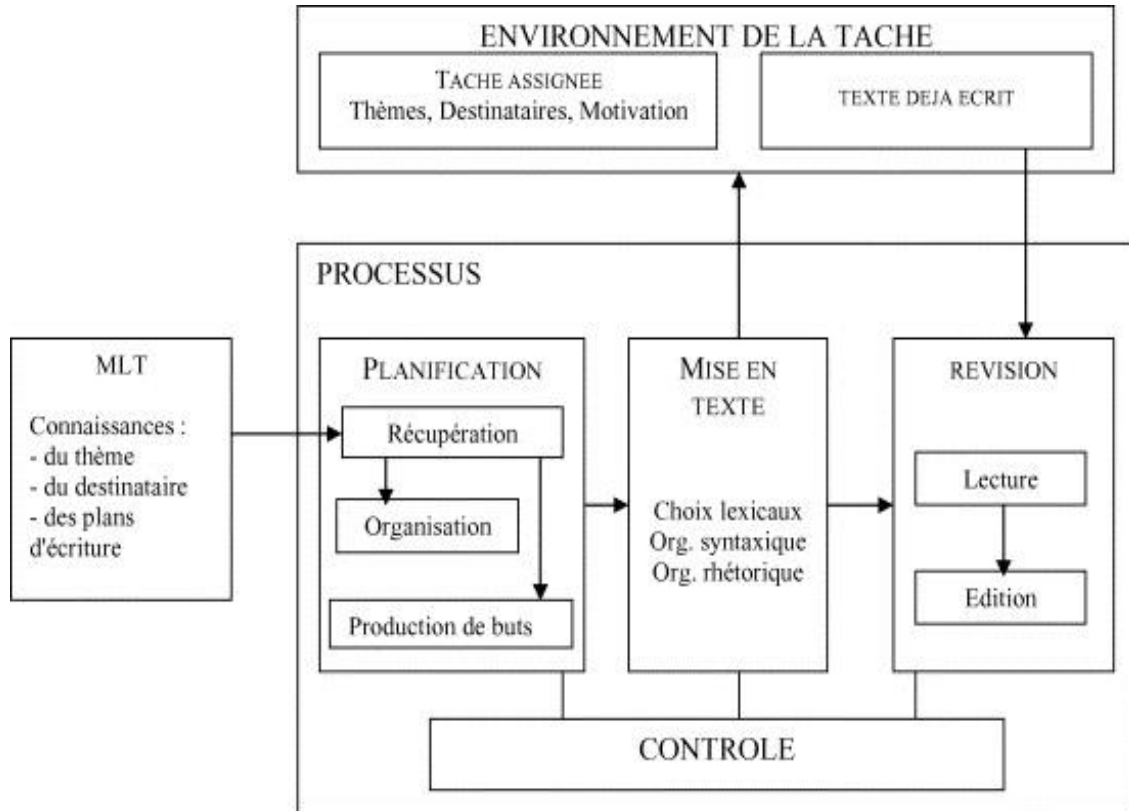 ENVIRONNEMENT DE LA TACHE
TACHE ASSIGNEE
Thèmes, Destinataires, Motivation
TEXTE DEJA ECRIT
PROCESSUS
MLT
Connaissances :
- du thème
- du destinataire
- des plans
d'écriture
PLANIFICATION
Récupération
Organisation
Production de buts
MISE EN
TEXTE
Choix lexicaux
Org. syntaxique
Org. rhétorique
REVISION
Lecture
Edition
CONTROLE